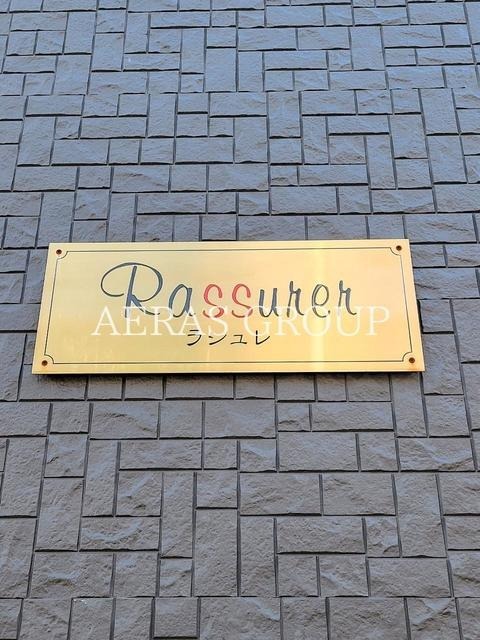 Rassurer
AERAS GROUP
ラシュレ